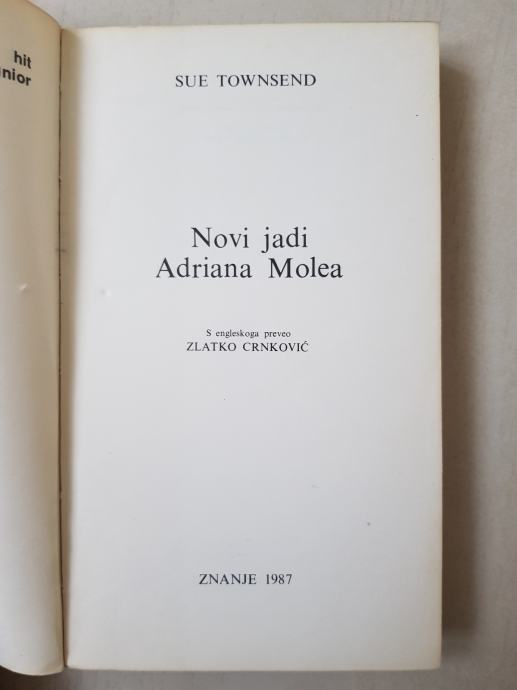 hit
SUE TOWNSEND
Novi jadi
Adriana Molea
S engleskoga preveo
ZLATKO CRNKOVIĆ
ZNANJE 1987